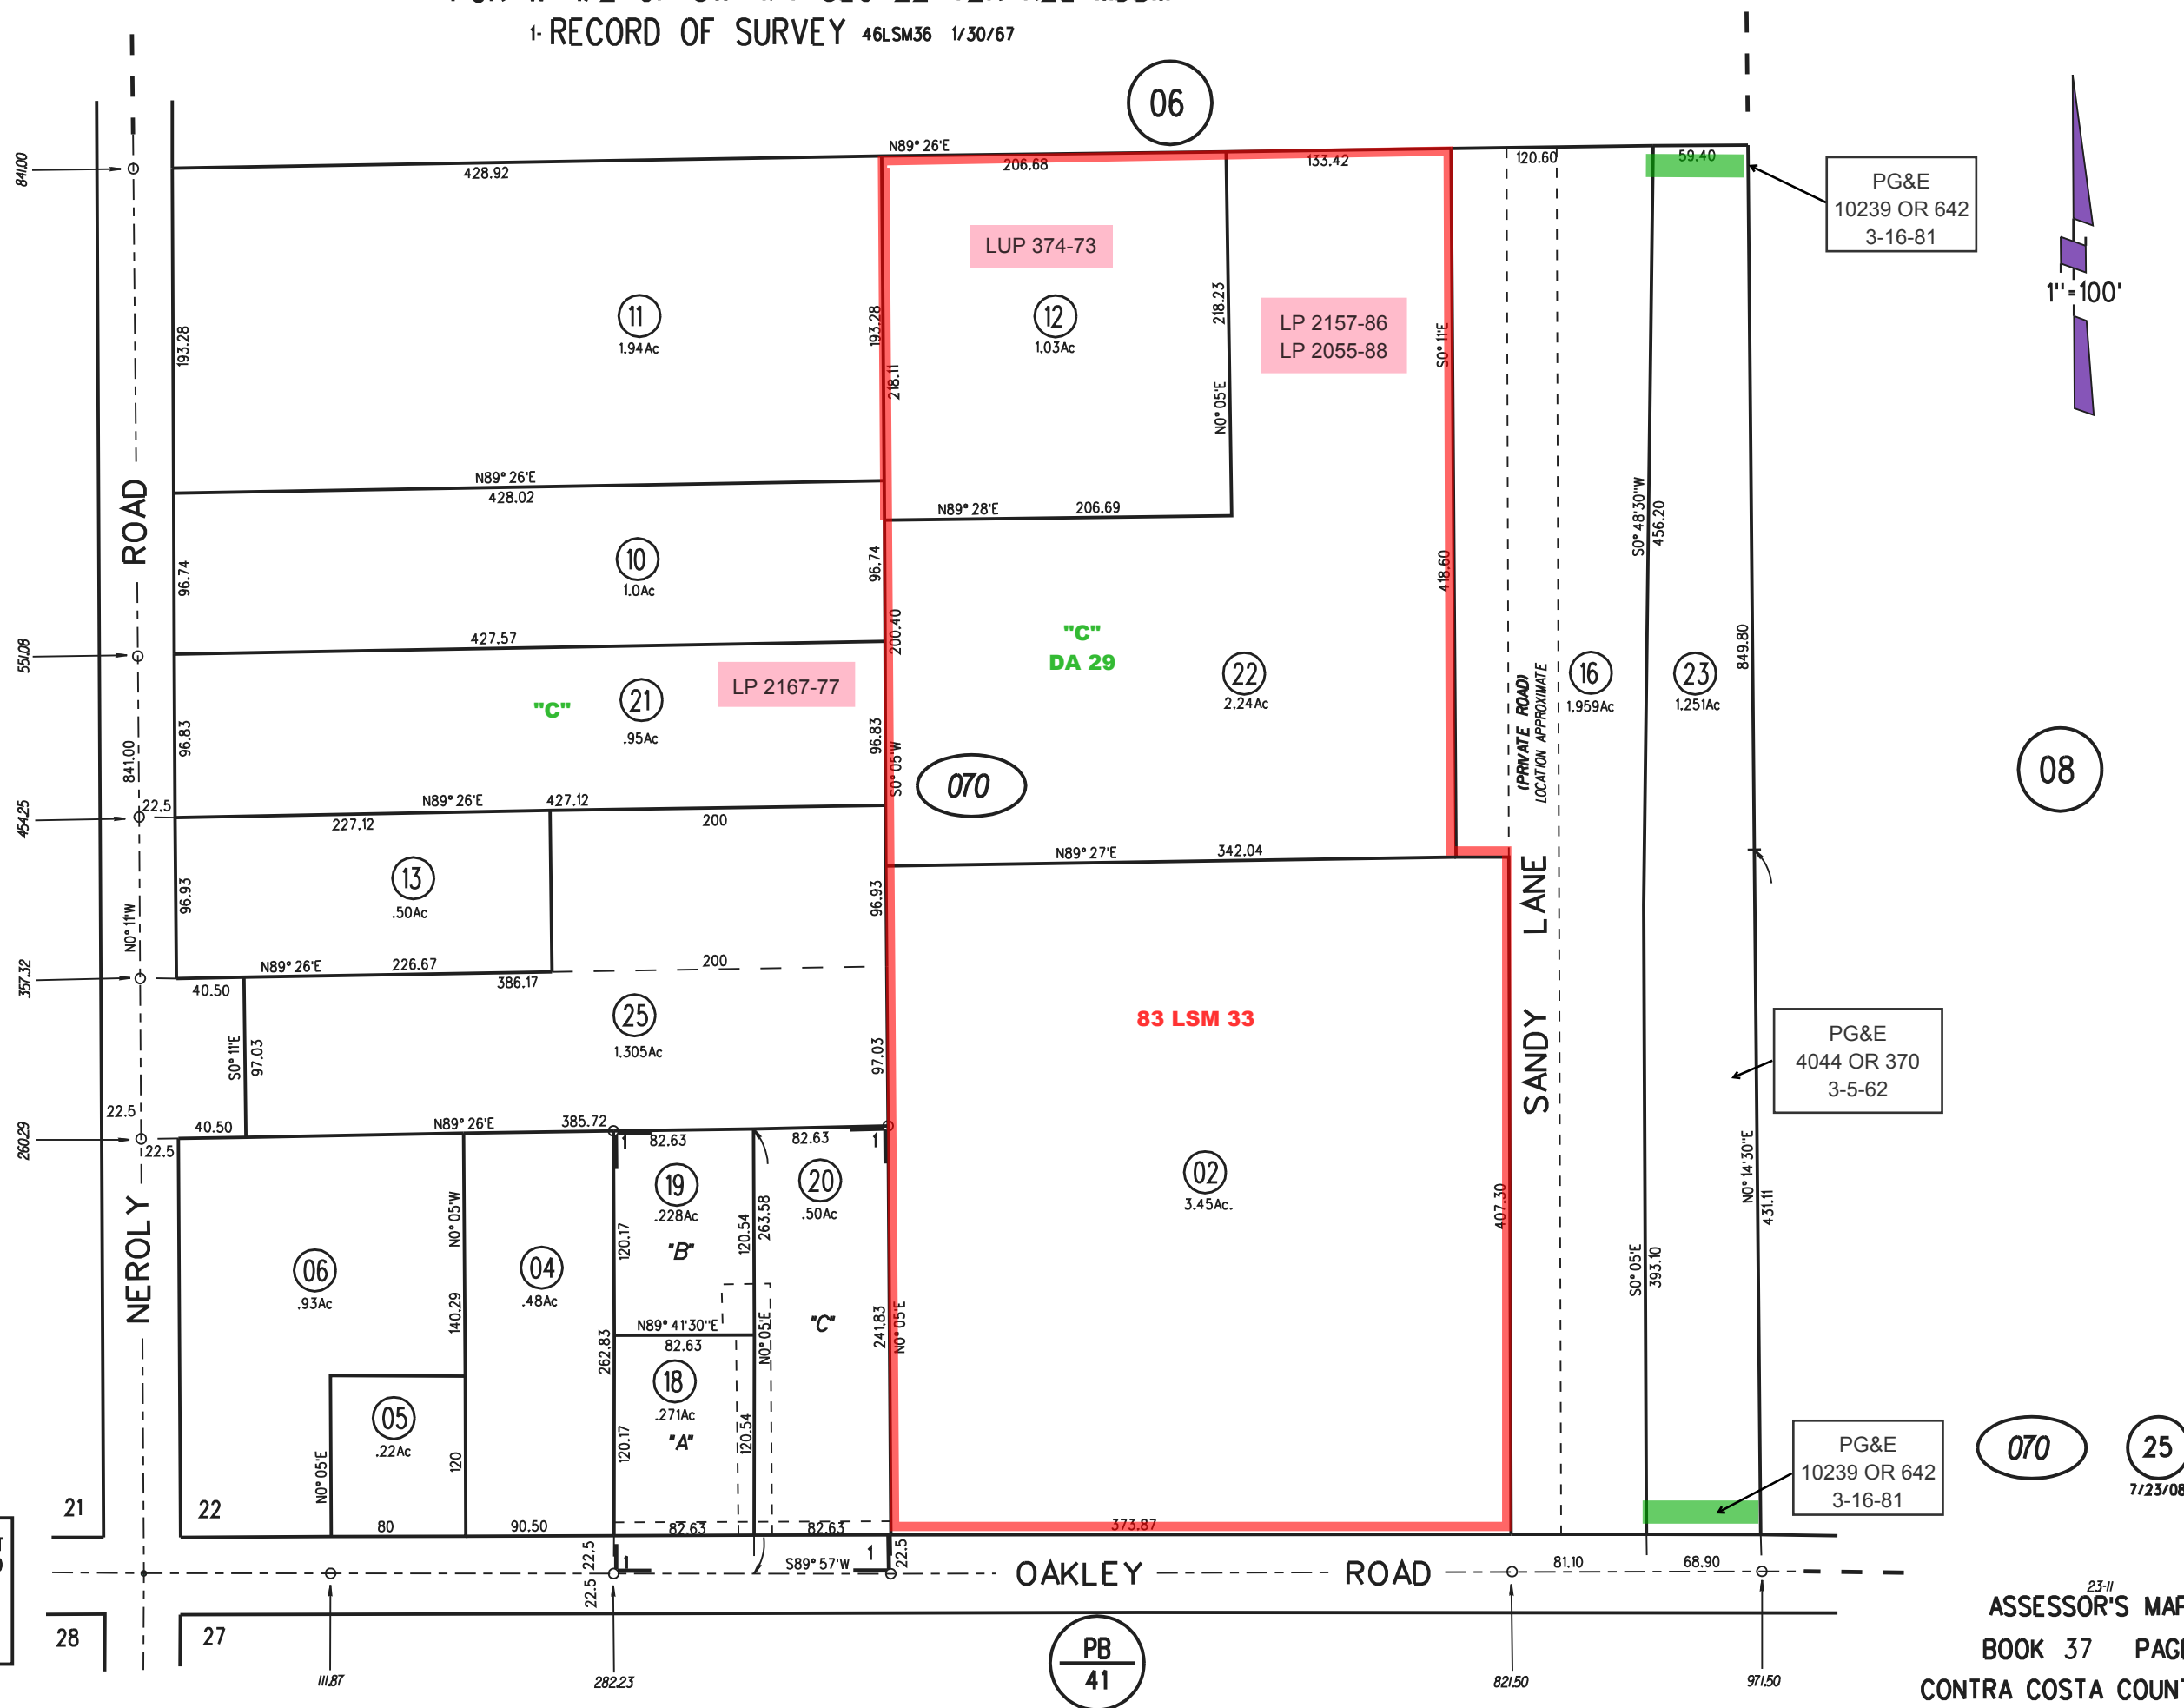 1- RECORD OF SURVEY 46LSM36 1/30/67
06
N89° 26'E
428.92
206.68
133.42
120.60
59.40
841.00
PG&E
10239 OR 642
3-16-81
1"=100'
LUP 374-73
11
1.94Ac
12
1.03Ac
LP 2157-86
LP 2055-88
193.28
193.28
218.11
218.23
N0° 05'E
S0° 11'E
N89° 26'E
428.02
N89° 28'E
206.69
ROAD
10
1.0Ac
96.74
96.74
418.60
S0° 48'30"W
456.20
551.08
427.57
200.40
"C"
DA 29
849.80
LP 2167-77
"C"
21
.95Ac
22
2.24Ac
(PRIVATE ROAD)
LOCATION APPROXIMATE
16
1.959Ac
23
1.251Ac
08
96.83
96.83
S0° 05'W
841.00
070
454.25
22.5
N89° 26'E
427.12
227.12
200
N89° 27'E
342.04
13
.50Ac
96.93
96.93
N0° 11'W
SANDY LANE
357.32
N89° 26'E
226.67
200
40.50
386.17
25
1.305Ac
83 LSM 33
S0° 11'E
97.03
97.03
PG&E
4044 OR 370
3-5-62
22.5
260.29
40.50
N89° 26'E
385.72
1
82.63
82.63
1
22.5
19
.228Ac
20
.50Ac
02
3.45Ac.
N0° 14'30"E
431.11
407.30
NEROLY
N0° 05'W
120.17
120.54
263.58
"B"
06
.93Ac
04
.48Ac
140.29
"C"
S0° 05'E
393.10
241.83
N0° 05'E
N89° 41'30"E
82.63
N0° 05'E
262.83
18
.271Ac
"A"
05
.22Ac
120
120.17
120.54
N0° 05'E
PG&E
10239 OR 642
3-16-81
070
25
7/23/08
21
22
80
90.50
82.63
82.63
373.87
22.5
22.5
1
S89° 57'W
1
22.5
OAKLEY ROAD
81.10
68.90
28
27
111.87
282.23
PB
41
821.50
971.50
23-11
ASSESSOR'S MAP
BOOK 37 PAG
CONTRA COSTA COUN